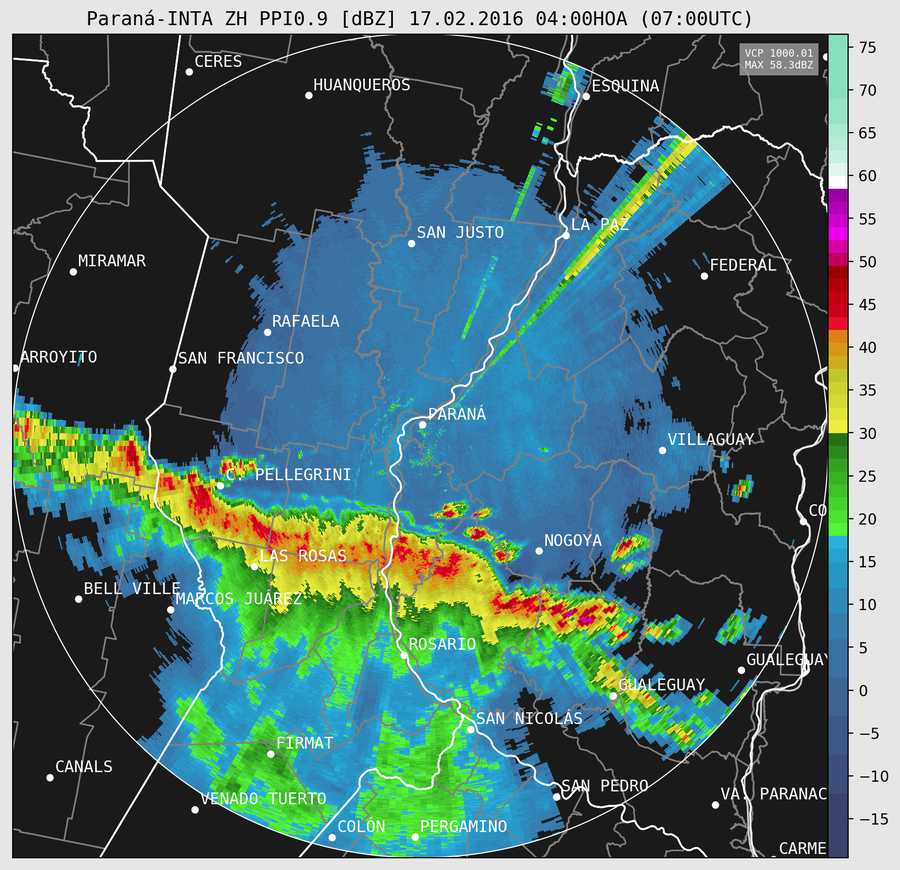 Paraná-INTA ZH PPI0.9 [dBZ] 17.02.2016 04:00HOA (07:00UTC)
VCP 1000.01
MAX 58.3dBZ
CERES
HUANQUEROS
ESQUINA
SAN JUSTO
LA PAZ
MIRAMAR
FEDERAL
RAFAELA
ARROYITO
SAN FRANCISCO
PARANÁ
VILLAGUAY
C. PELLEGRINI
CO
NOGOYA
LAS ROSAS
BELL VILLE
MARCOS JUÁREZ
ROSARIO
GUALEGUAY
GUALEGUAY
SAN NICOLÁS
FIRMAT
CANALS
SAN PEDRO
VENADO TUERTO
VA. PARANAC
COLÓN
PERGAMINO
CARME
75
70
65
60
55
50
45
40
35
30
25
20
15
10
5
0
−5
−10
−15